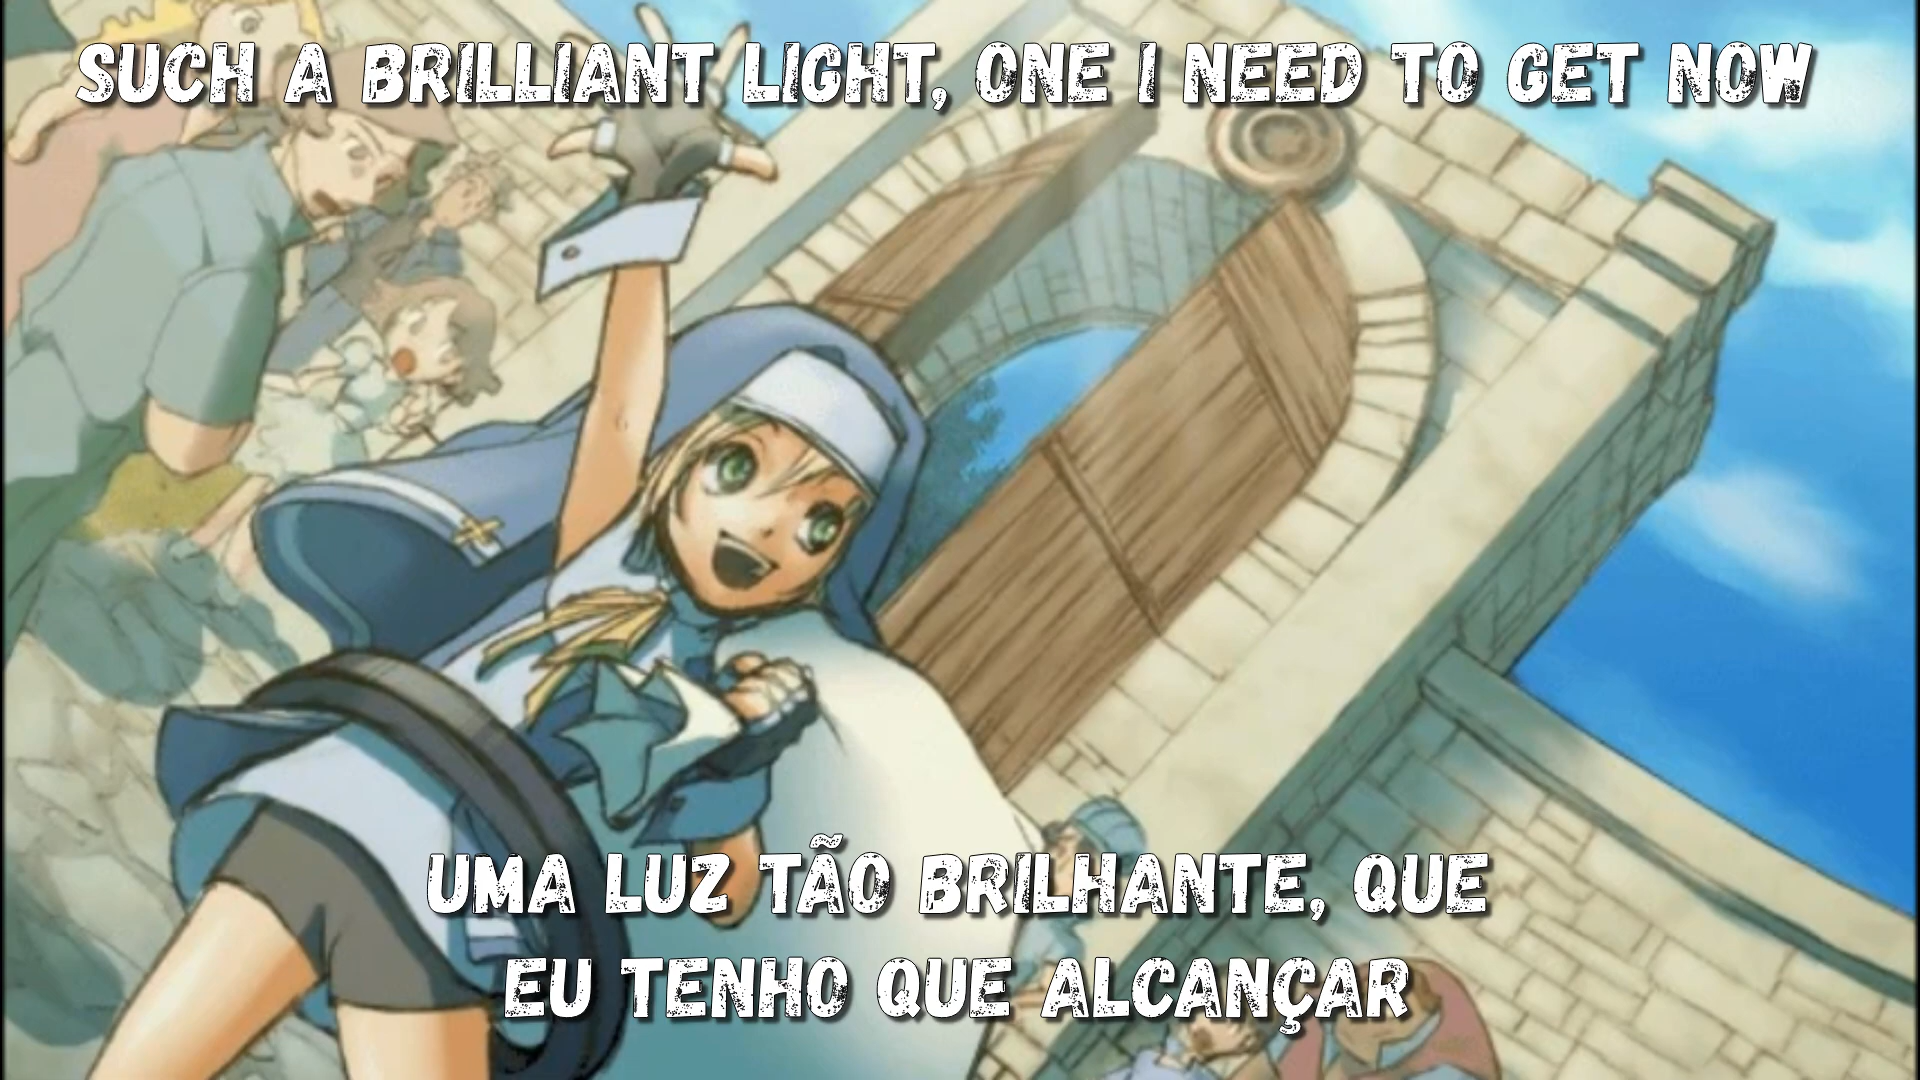 SUCH A BRILLIANT LIGHT, ONE I NEED TO GET NOW
UMA LUZ TÃO BRILHANTE, QUE
EU TENHO QUE ALCANÇAR